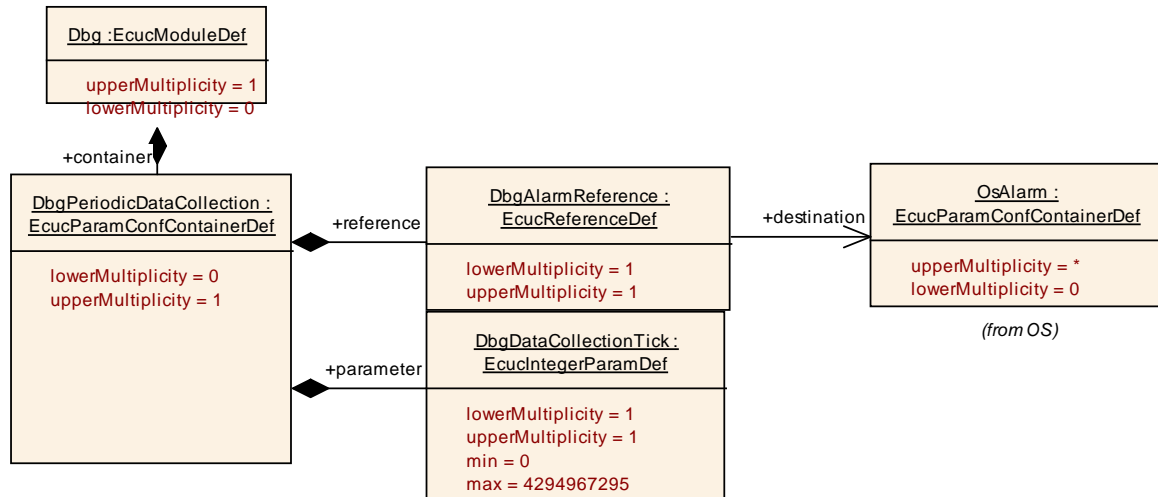 Dbg :EcucModuleDef
upperMultiplicity = 1
lowerMultiplicity = 0
+container
DbgPeriodicDataCollection :
EcucParamConfContainerDef
lowerMultiplicity = 0
upperMultiplicity = 1
+reference
DbgAlarmReference :
EcucReferenceDef
lowerMultiplicity = 1
upperMultiplicity = 1
+destination
OsAlarm :
EcucParamConfContainerDef
upperMultiplicity = *
lowerMultiplicity = 0
(from OS)
+parameter
DbgDataCollectionTick :
EcucIntegerParamDef
lowerMultiplicity = 1
upperMultiplicity = 1
min = 0
max = 4294967295